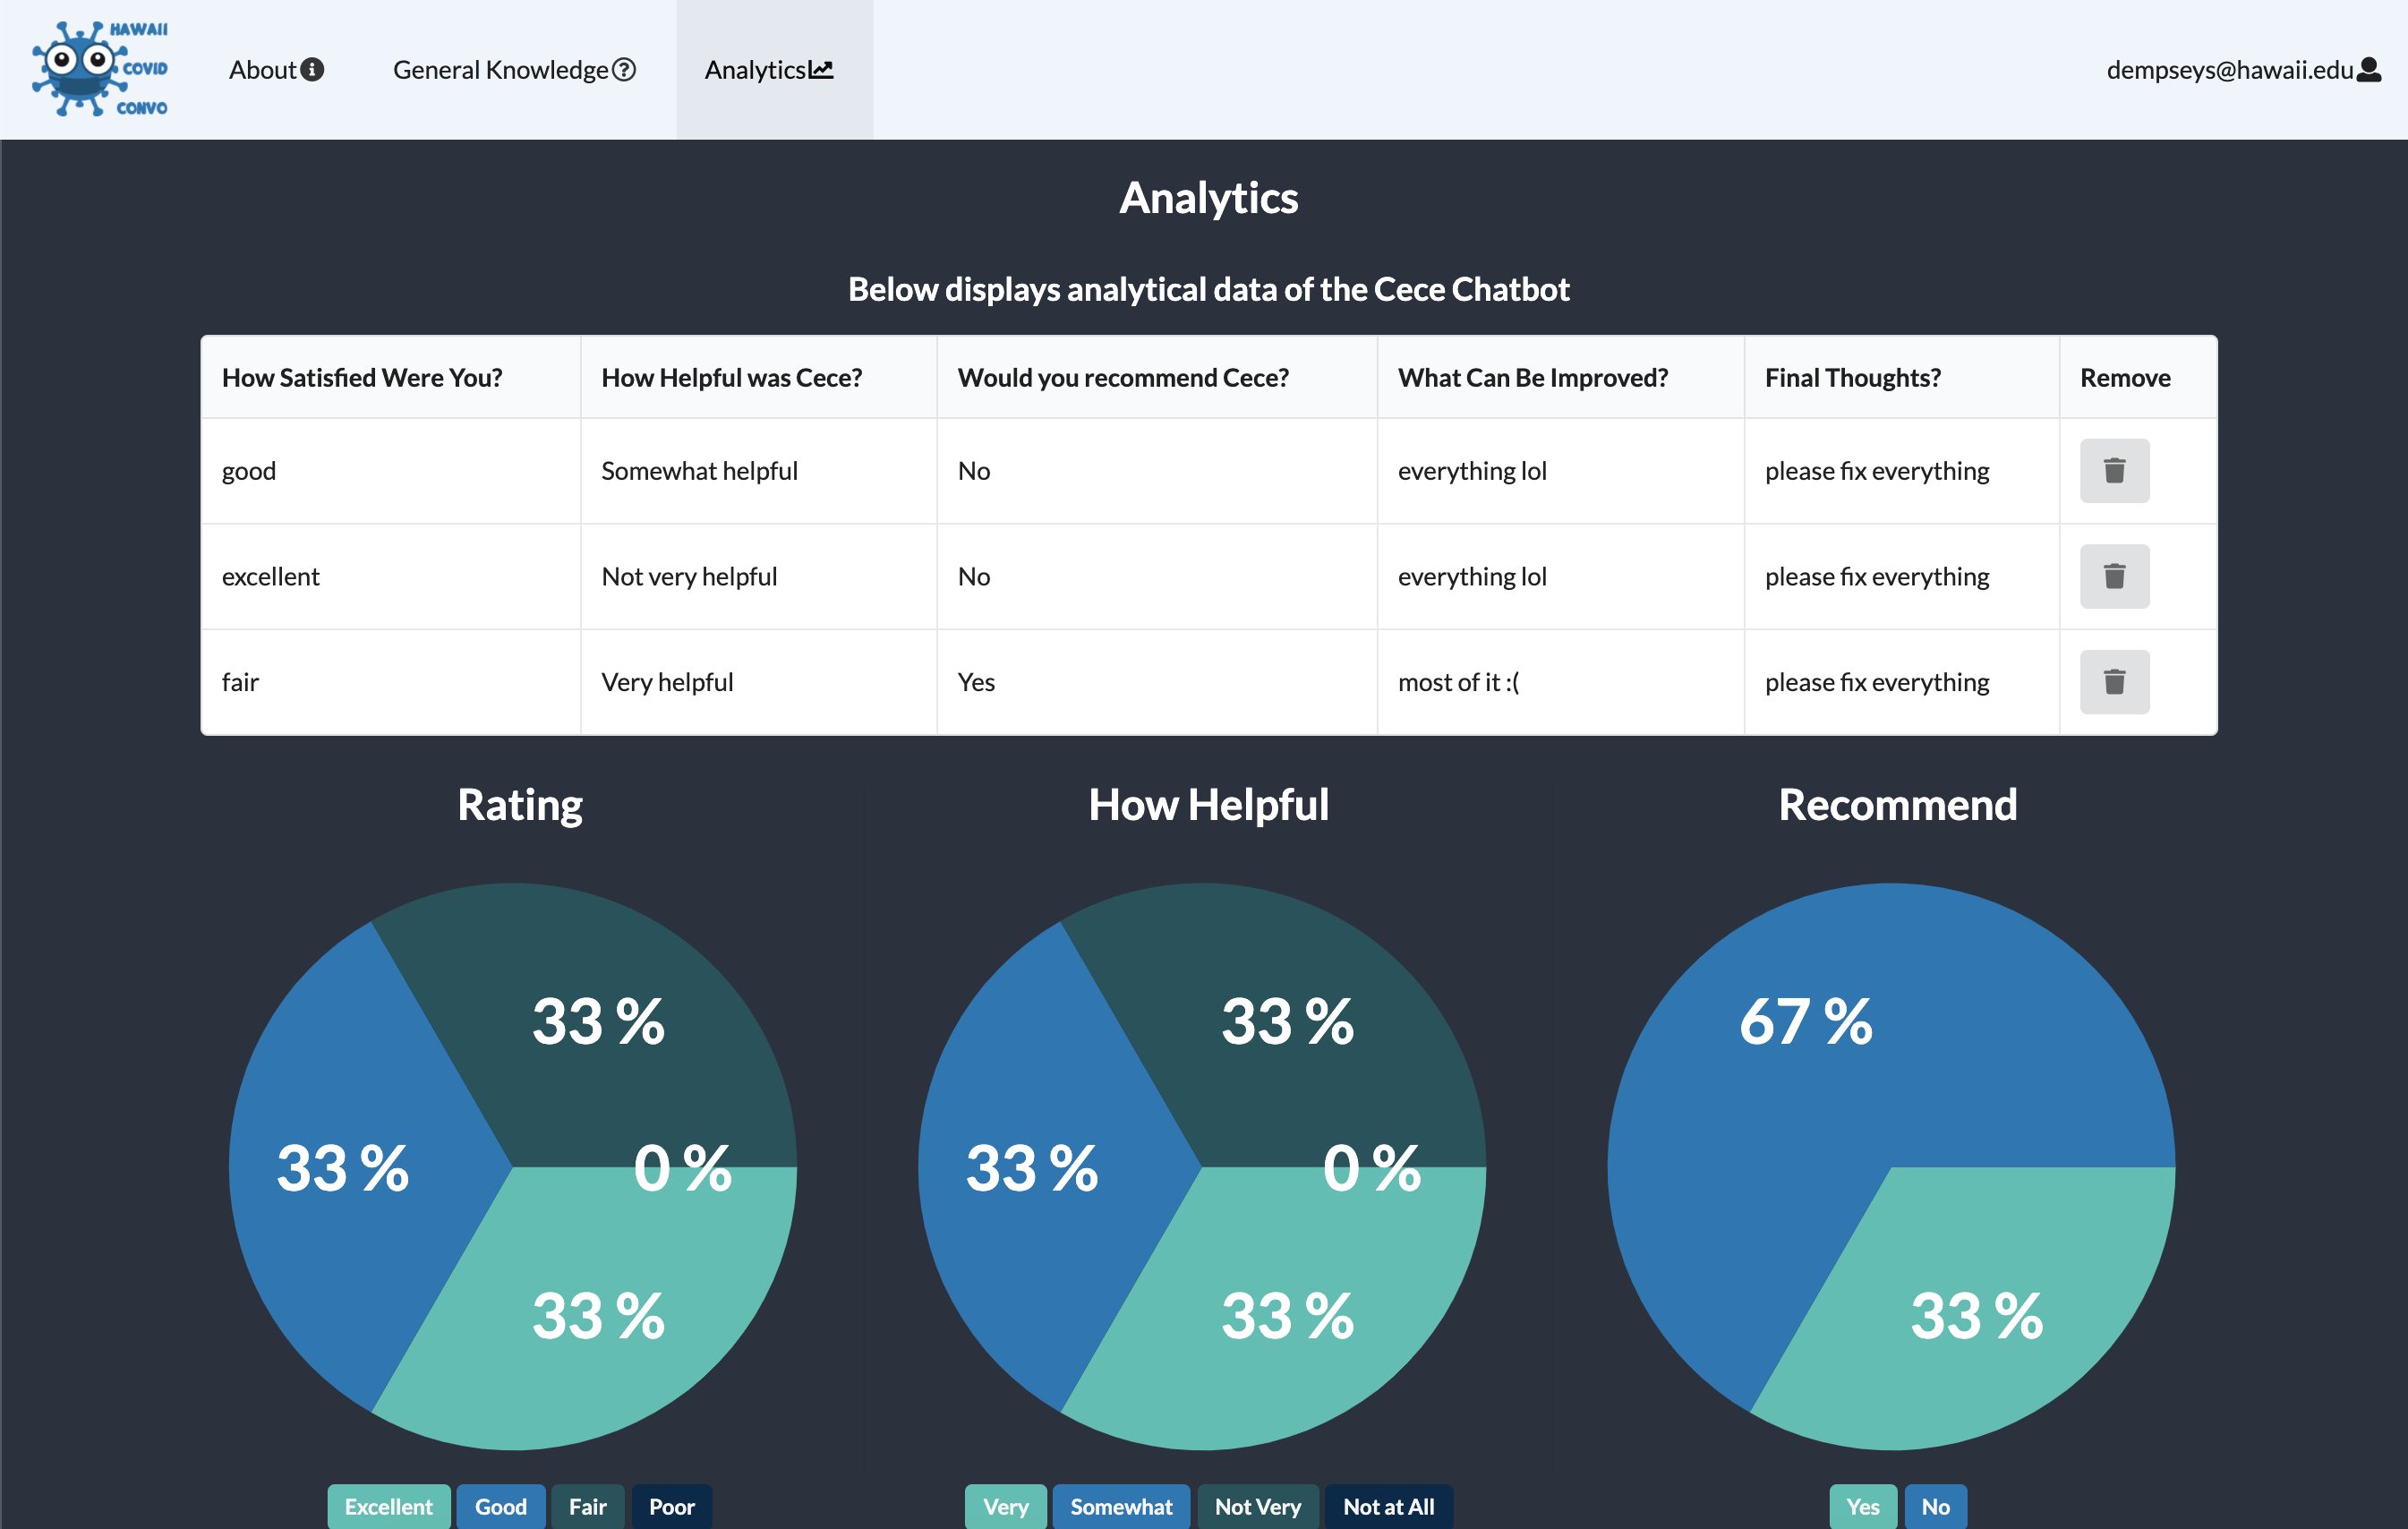 HAWAII
COVID
CONVO
About
General Knowledge
Analytics
dempseys@hawaii.edu
Analytics
Below displays analytical data of the Cece Chatbot
How Satisfied Were You? How Helpful was Cece? Would you recommend Cece? What Can Be Improved? Final Thoughts? Remove
good Somewhat helpful No everything lol please fix everything
excellent Not very helpful No everything lol please fix everything
fair Very helpful Yes most of it :( please fix everything
Rating
33 %
33 %
0 %
33 %
Excellent Good Fair Poor
How Helpful
33 %
33 %
0 %
33 %
Very Somewhat Not Very Not at All
Recommend
67 %
33 %
Yes No